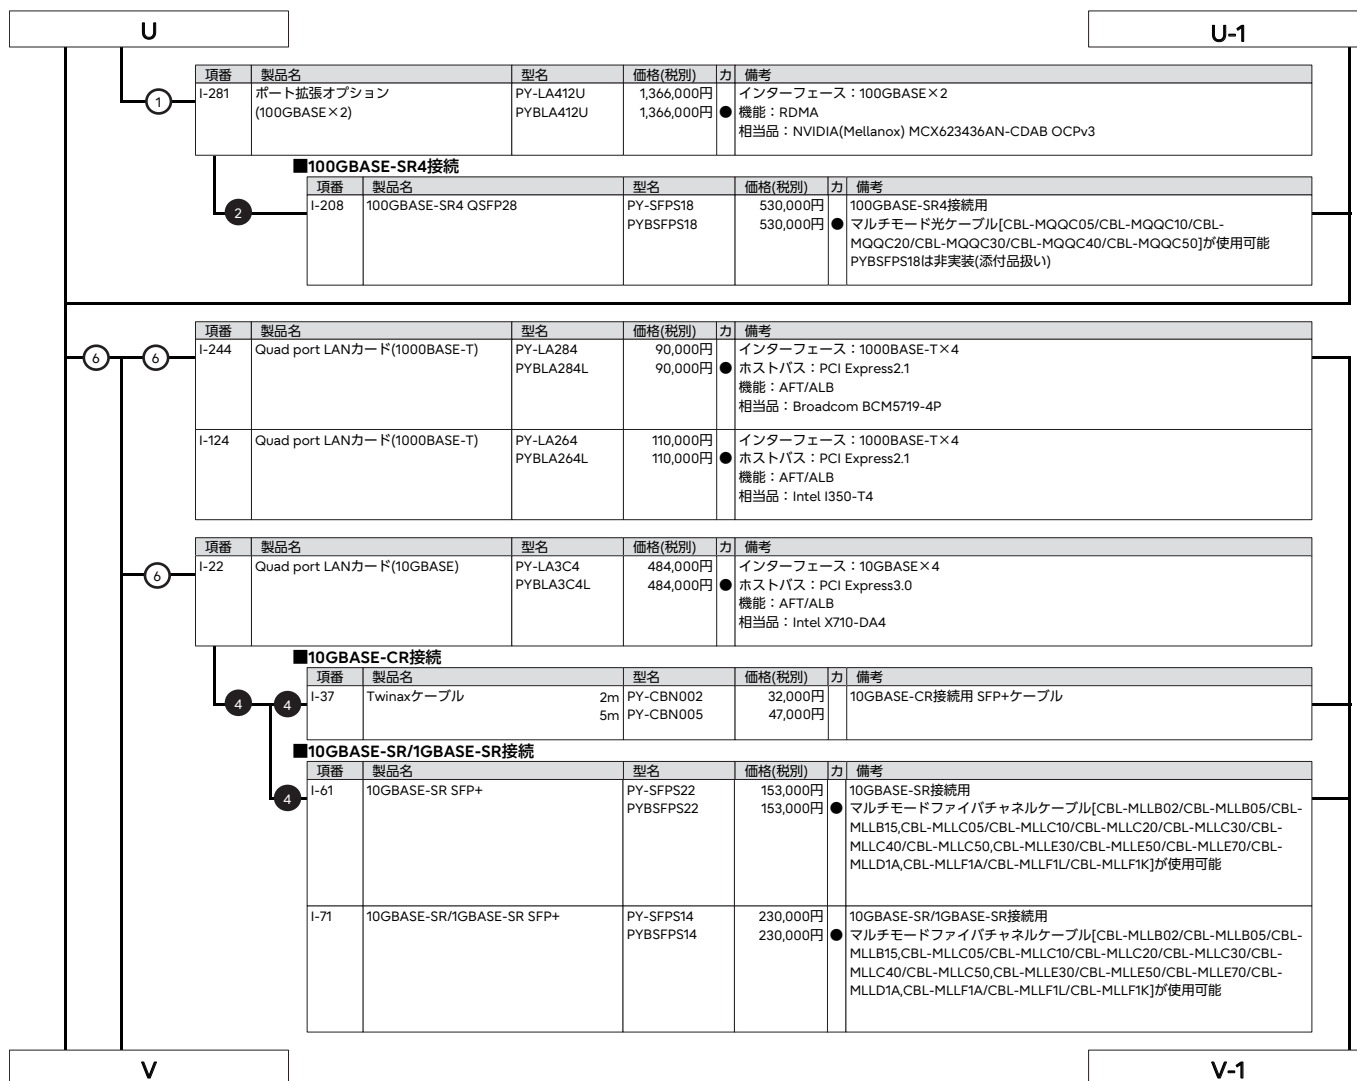 U
U-1
項番 製品名 型名 価格(税別) カ 備考
1
I-281 ポート拡張オプション PY-LA412U 1,366,000円 インターフェース：100GBASE×2
(100GBASE×2) PYBLA412U 1,366,000円 ● 機能：RDMA
相当品：NVIDIA(Mellanox) MCX623436AN-CDAB OCPv3
■100GBASE-SR4接続
項番 製品名 型名 価格(税別) カ 備考
2
I-208 100GBASE-SR4 QSFP28 PY-SFPS18 530,000円 100GBASE-SR4接続用
PYBSFPS18 530,000円 ● マルチモード光ケーブル[CBL-MQQC05/CBL-MQQC10/CBL-
MQQC20/CBL-MQQC30/CBL-MQQC40/CBL-MQQC50]が使用可能
PYBSFPS18は非実装(添付品扱い)
項番 製品名 型名 価格(税別) カ 備考
6 6
I-244 Quad port LANカード(1000BASE-T) PY-LA284 90,000円 インターフェース：1000BASE-T×4
PYBLA284L 90,000円 ● ホストバス：PCI Express2.1
機能：AFT/ALB
相当品：Broadcom BCM5719-4P
I-124 Quad port LANカード(1000BASE-T) PY-LA264 110,000円 インターフェース：1000BASE-T×4
PYBLA264L 110,000円 ● ホストバス：PCI Express2.1
機能：AFT/ALB
相当品：Intel I350-T4
項番 製品名 型名 価格(税別) カ 備考
6
I-22 Quad port LANカード(10GBASE) PY-LA3C4 484,000円 インターフェース：10GBASE×4
PYBLA3C4L 484,000円 ● ホストバス：PCI Express3.0
機能：AFT/ALB
相当品：Intel X710-DA4
■10GBASE-CR接続
項番 製品名 型名 価格(税別) カ 備考
4 4
I-37 Twinaxケーブル 2m PY-CBN002 32,000円 10GBASE-CR接続用 SFP+ケーブル
5m PY-CBN005 47,000円
■10GBASE-SR/1GBASE-SR接続
項番 製品名 型名 価格(税別) カ 備考
4
I-61 10GBASE-SR SFP+ PY-SFPS22 153,000円 10GBASE-SR接続用
PYBSFPS22 153,000円 ● マルチモードファイバチャネルケーブル[CBL-MLLB02/CBL-MLLB05/CBL-
MLLB15,CBL-MLLC05/CBL-MLLC10/CBL-MLLC20/CBL-MLLC30/CBL-
MLLC40/CBL-MLLC50,CBL-MLLE30/CBL-MLLE50/CBL-MLLE70/CBL-
MLLD1A,CBL-MLLF1A/CBL-MLLF1L/CBL-MLLF1K]が使用可能
I-71 10GBASE-SR/1GBASE-SR SFP+ PY-SFPS14 230,000円 10GBASE-SR/1GBASE-SR接続用
PYBSFPS14 230,000円 ● マルチモードファイバチャネルケーブル[CBL-MLLB02/CBL-MLLB05/CBL-
MLLB15,CBL-MLLC05/CBL-MLLC10/CBL-MLLC20/CBL-MLLC30/CBL-
MLLC40/CBL-MLLC50,CBL-MLLE30/CBL-MLLE50/CBL-MLLE70/CBL-
MLLD1A,CBL-MLLF1A/CBL-MLLF1L/CBL-MLLF1K]が使用可能
V
V-1